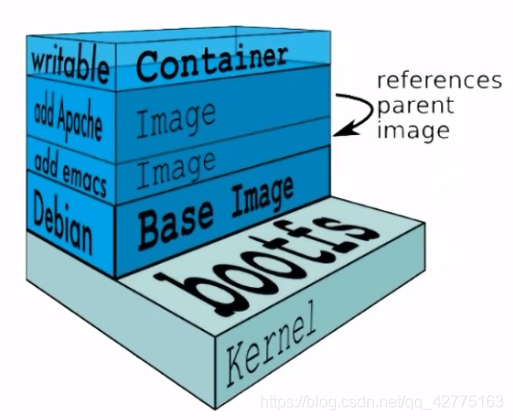 writable Container
add Apache Image
add emacs Image
Debian Base Image
references
parent
image
bootfs
Kernel
https://blog.csdn.net/qq_42775163